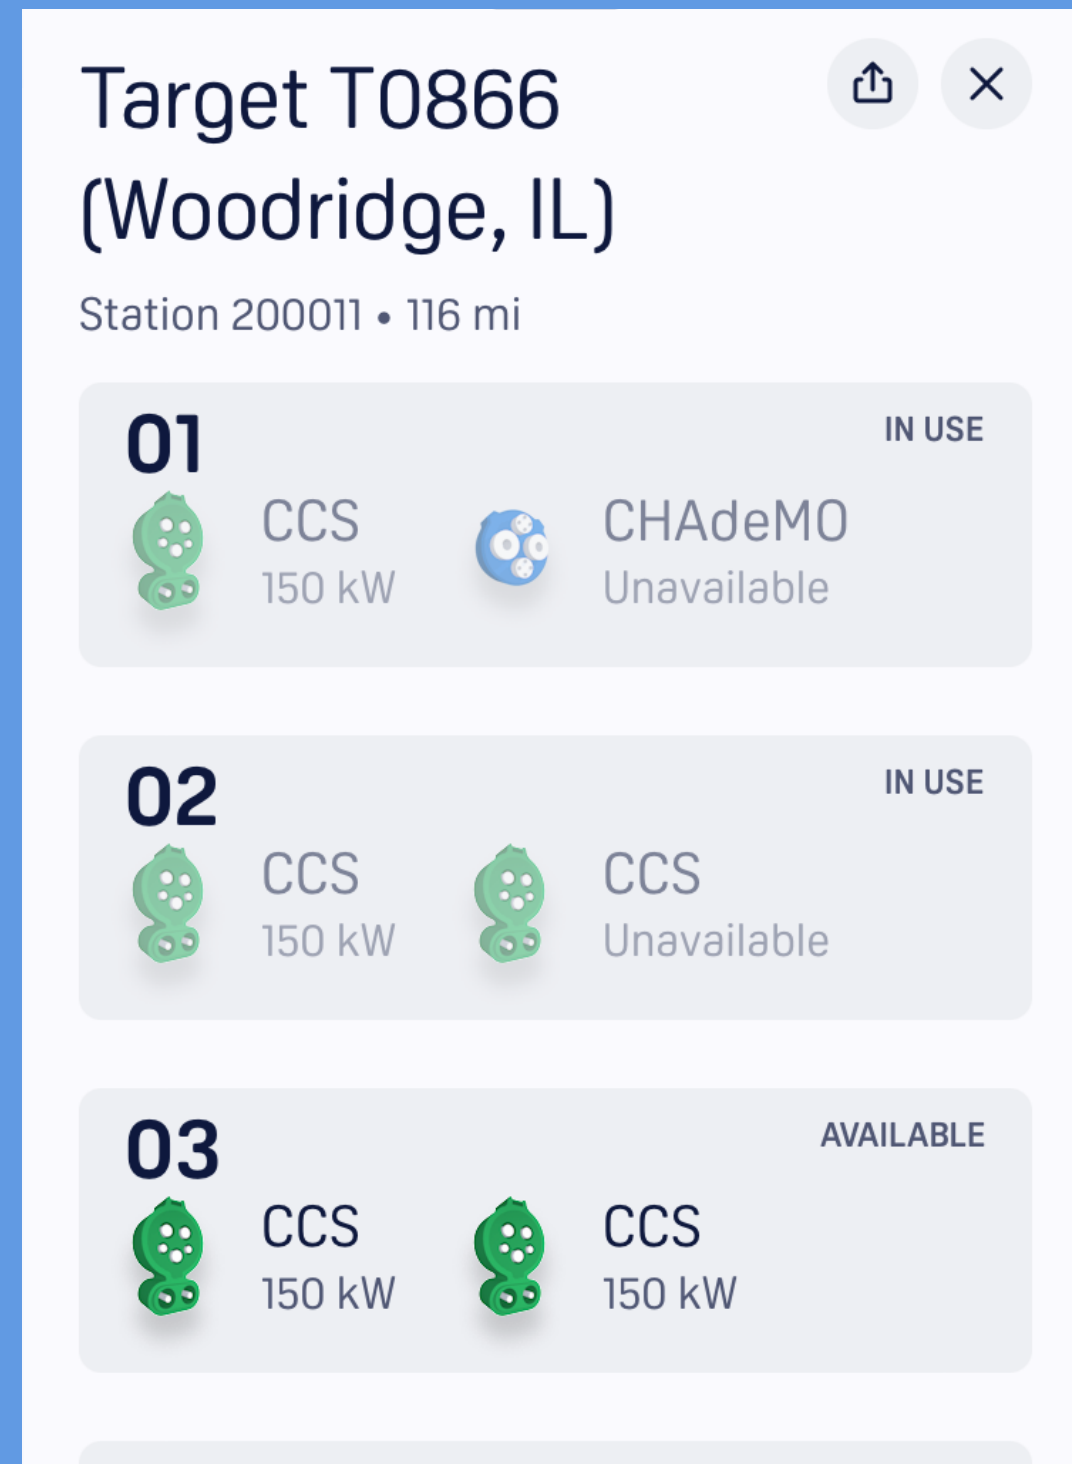 Target T0866
(Woodridge, IL)
Station 200011 • 116 mi
01
IN USE
CCS
150 kW
CHAdeMO
Unavailable
02
IN USE
CCS
150 kW
CCS
Unavailable
03
AVAILABLE
CCS
150 kW
CCS
150 kW